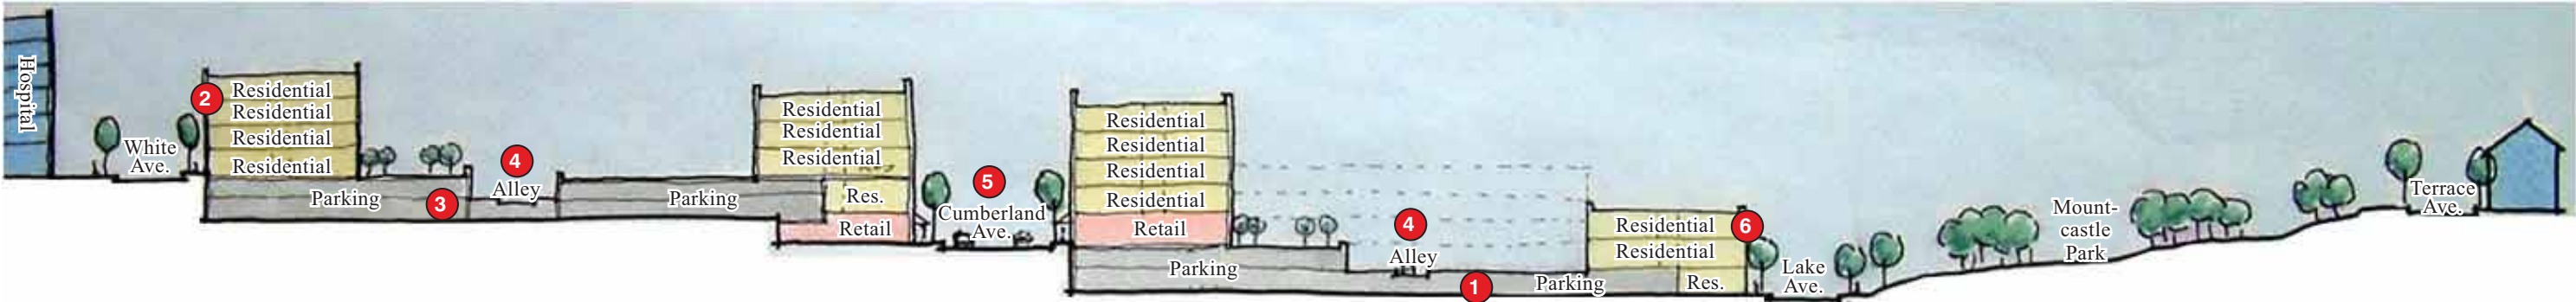 Hospital
White
Ave.
2
Residential
Residential
Residential
Residential
Parking
3
4
Alley
Parking
Residential
Residential
Residential
Res.
Retail
5
Cumberland
Ave.
Residential
Residential
Residential
Residential
Retail
Parking
4
Alley
1
Parking
Residential
Residential
Res.
6
Lake
Ave.
Mount-
castle
Park
Terrace
Ave.